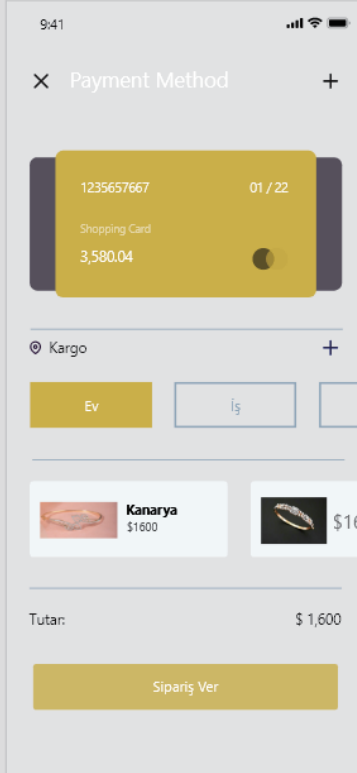 9:41
Payment Method
1235657667 01 / 22
Shopping Card
3,580.04
Kargo
Ev İş
Kanarya
$1600
Tutar: $ 1,600
Sipariş Ver